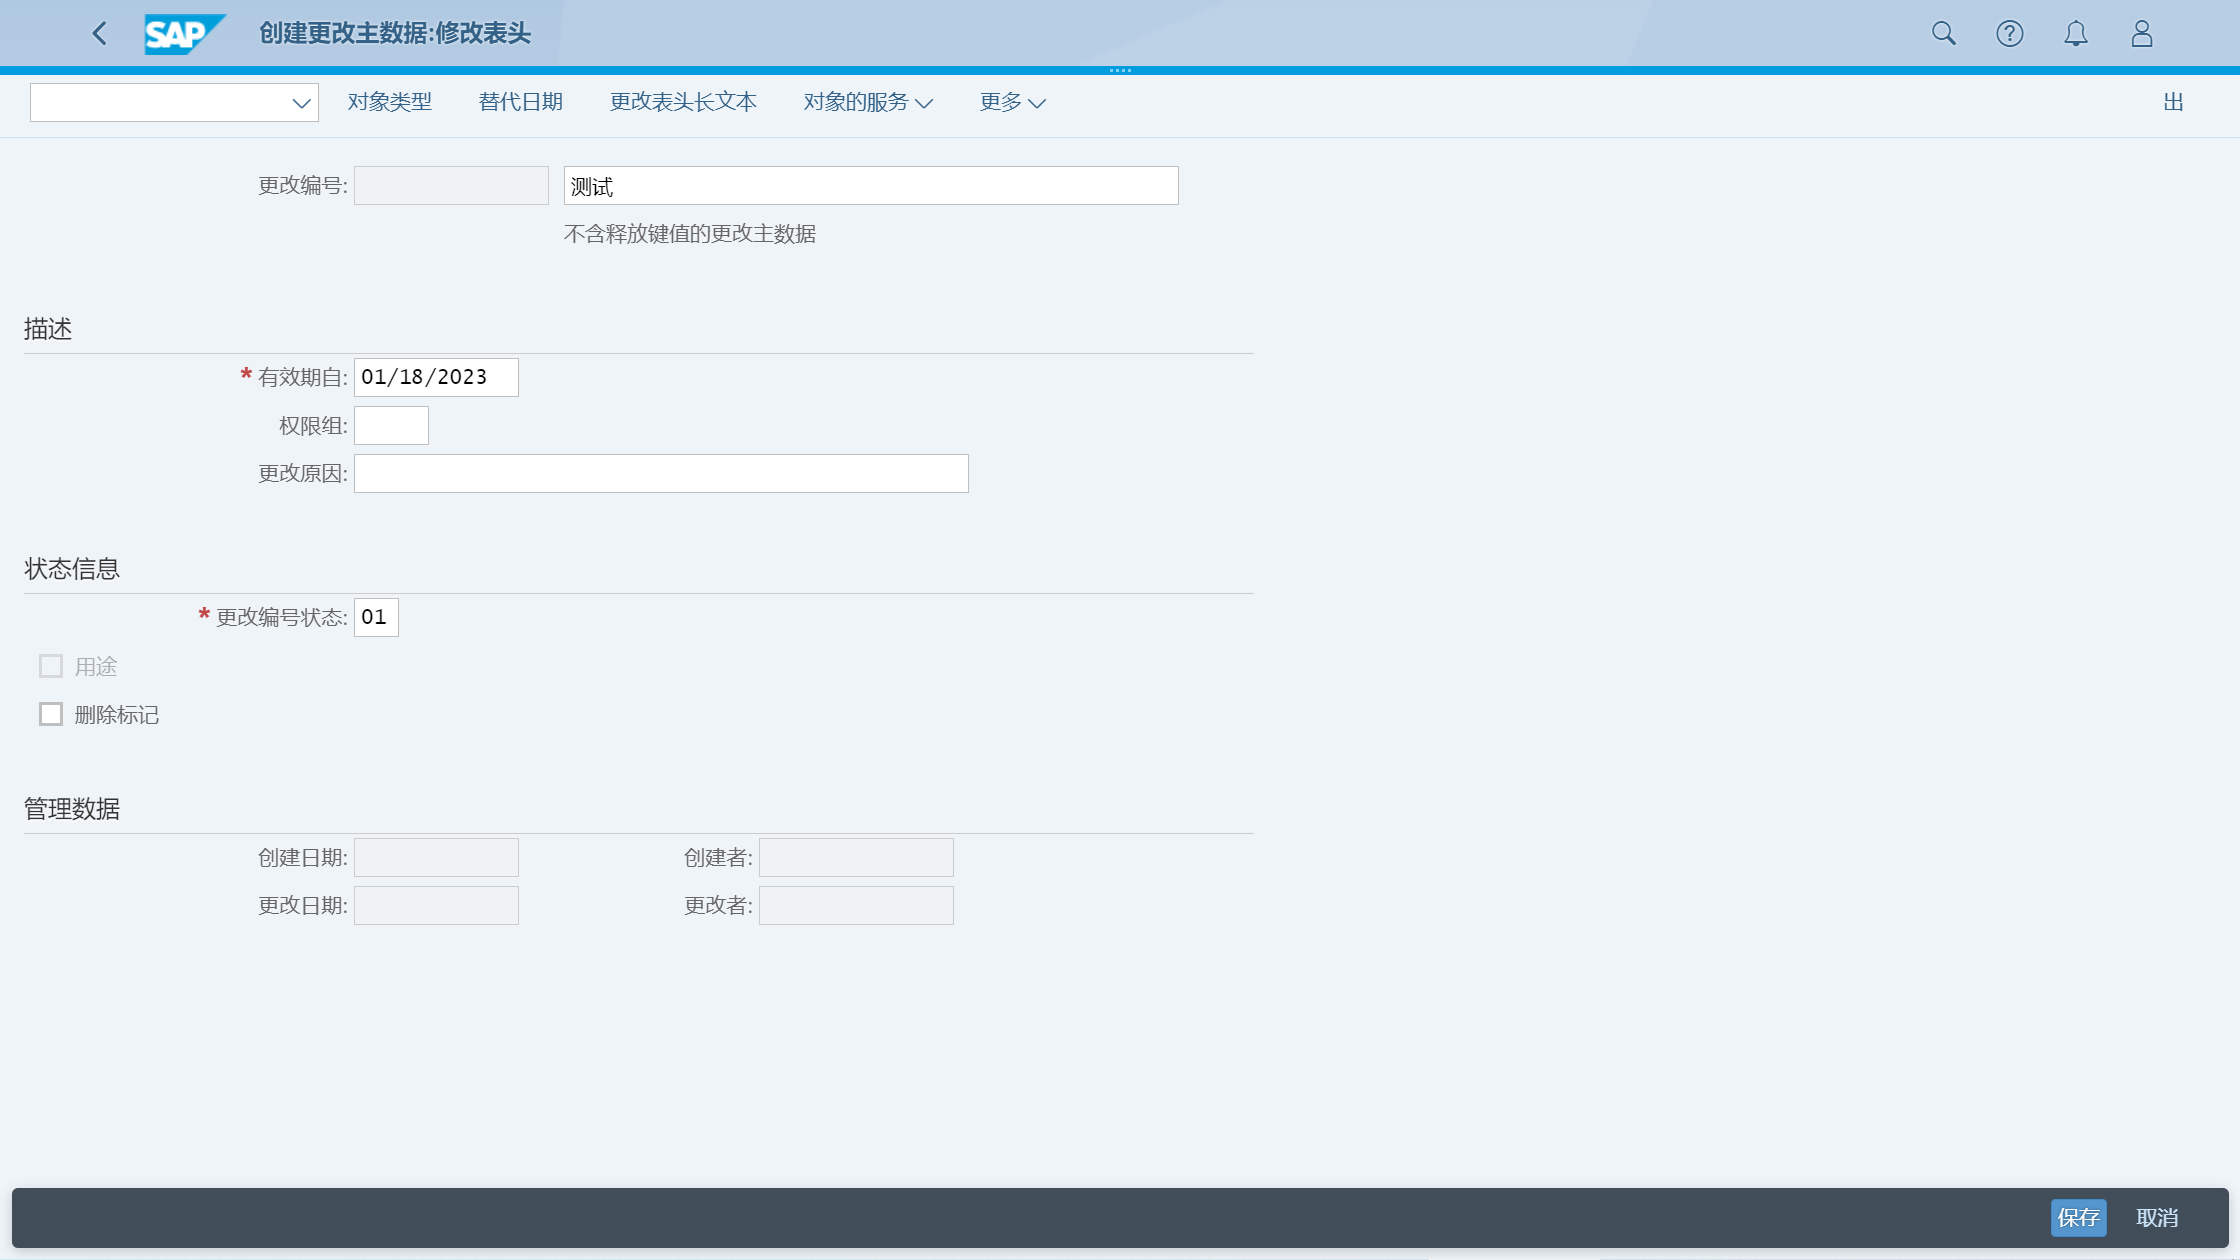 SAP 创建更改主数据:修改表头
对象类型 替代日期 更改表头长文本 对象的服务 更多 出
更改编号: 测试
不含释放键值的更改主数据
描述
* 有效期自: 01/18/2023
权限组:
更改原因:
状态信息
* 更改编号状态: 01
用途
删除标记
管理数据
创建日期: 创建者:
更改日期: 更改者:
保存 取消